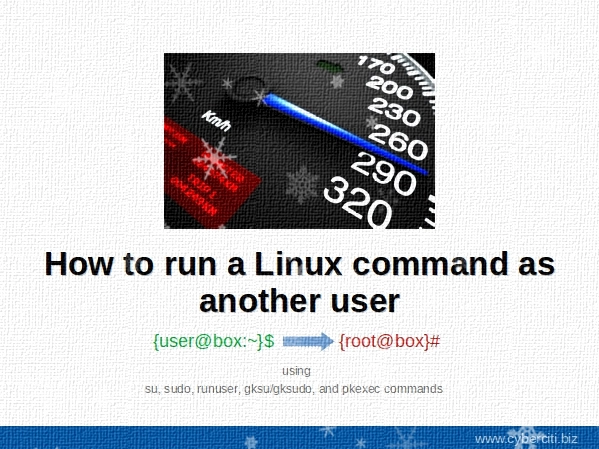 170
200
230
260
290
320
Km/h
How to run a Linux command as
another user
{user@box:~}$ {root@box}#
using
su, sudo, runuser, gksu/gksudo, and pkexec commands
www.cyberciti.biz